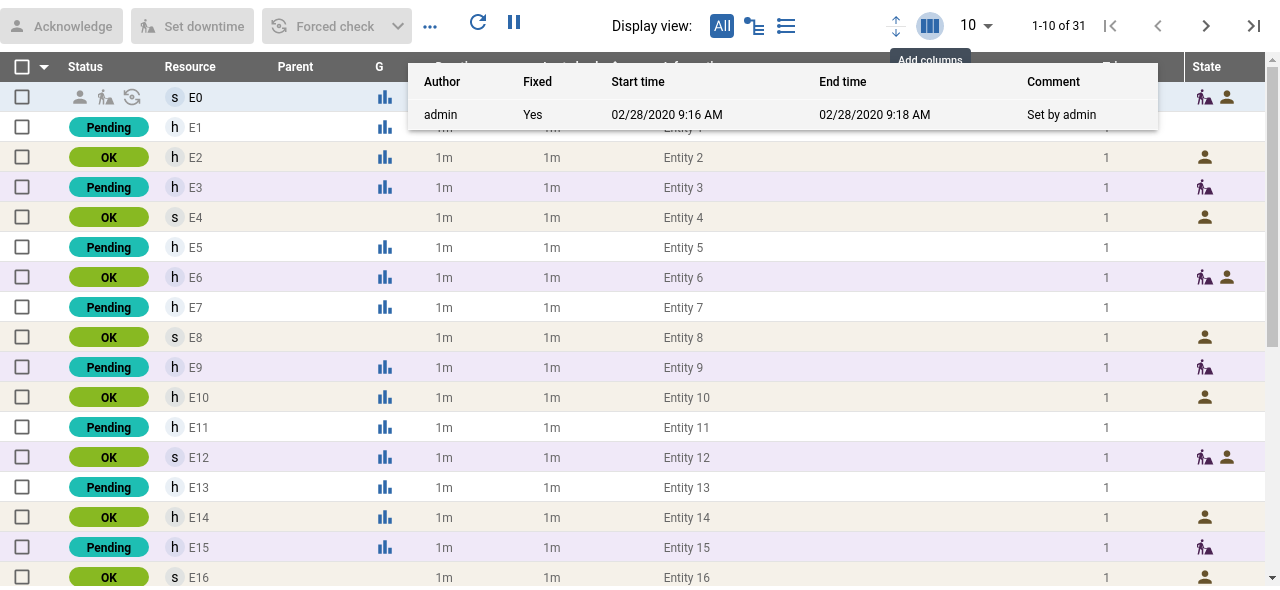 Acknowledge Set downtime Forced check Display view: All 10 1-10 of 31
Add columns
Status Resource Parent G State
Author Fixed Start time End time Comment
s E0
admin Yes 02/28/2020 9:16 AM 02/28/2020 9:18 AM Set by admin
Pending h E1
OK h E2 1m 1m Entity 2 1
Pending h E3 1m 1m Entity 3 1
OK s E4 1m 1m Entity 4 1
Pending h E5 1m 1m Entity 5 1
OK h E6 1m 1m Entity 6 1
Pending h E7 1m 1m Entity 7 1
OK s E8 1m 1m Entity 8 1
Pending h E9 1m 1m Entity 9 1
OK h E10 1m 1m Entity 10 1
Pending h E11 1m 1m Entity 11 1
OK s E12 1m 1m Entity 12 1
Pending h E13 1m 1m Entity 13 1
OK h E14 1m 1m Entity 14 1
Pending h E15 1m 1m Entity 15 1
OK s E16 1m 1m Entity 16 1